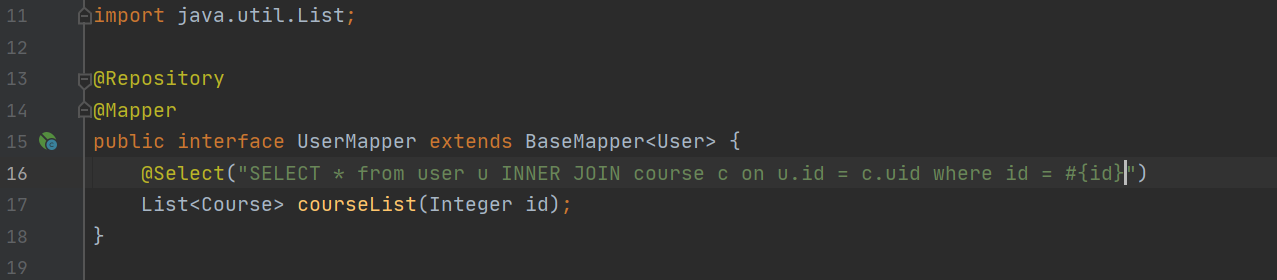 11 import java.util.List;
12
13 @Repository
14 @Mapper
15 public interface UserMapper extends BaseMapper<User> {
16     @Select("SELECT * from user u INNER JOIN course c on u.id = c.uid where id = #{id}")
17     List<Course> courseList(Integer id);
18 }
19